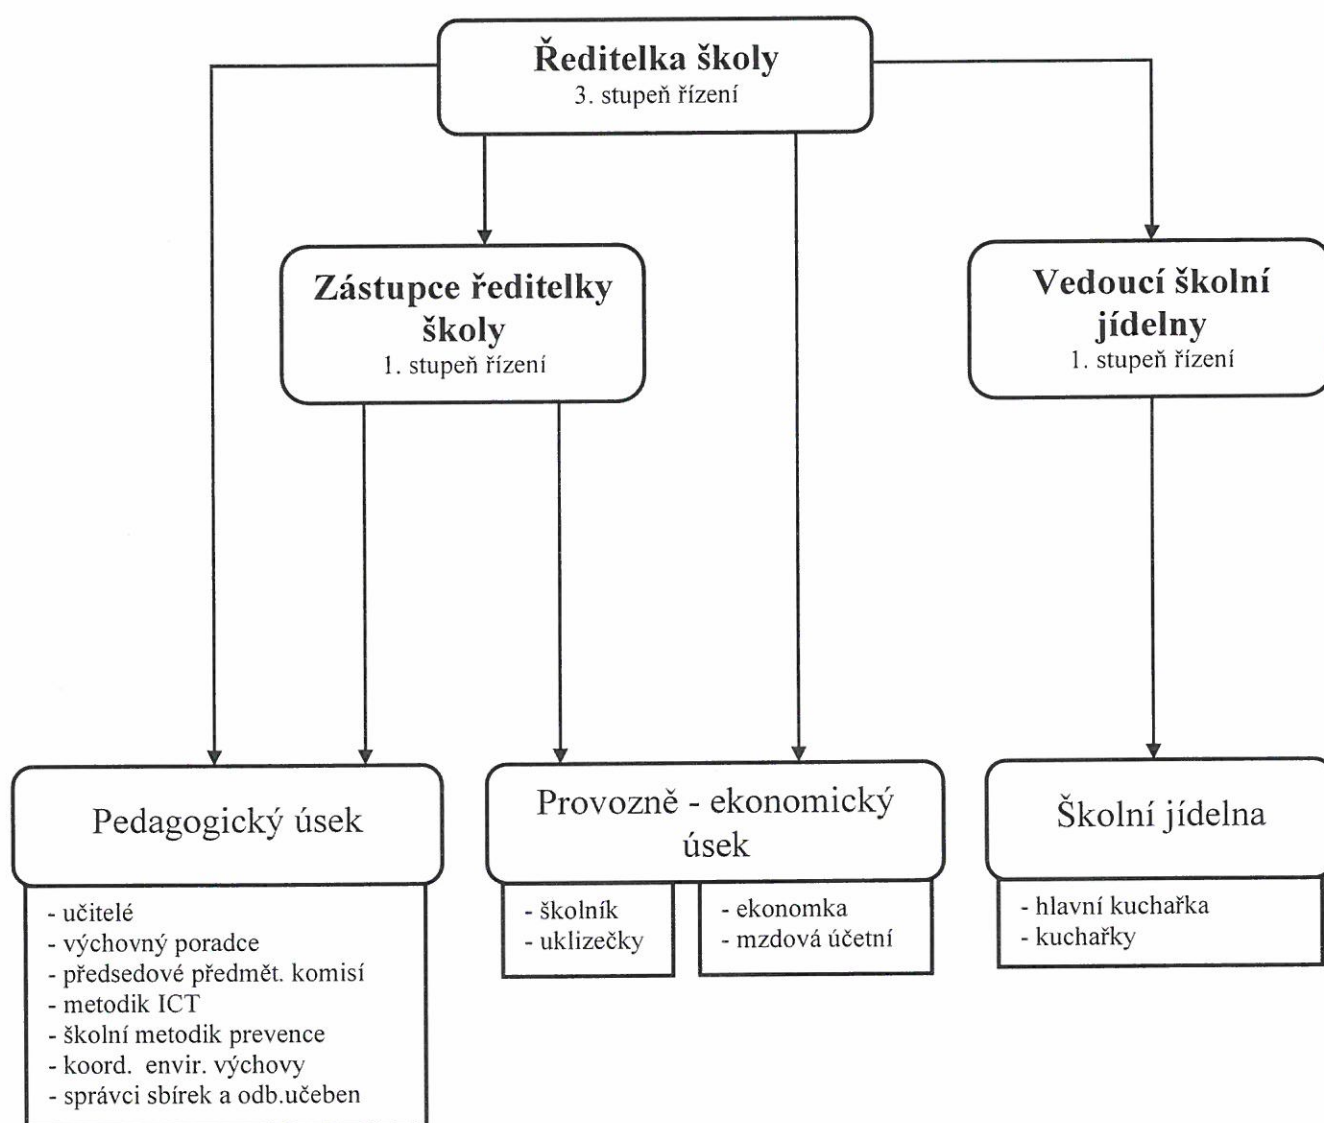 Ředitelka školy
3. stupeň řízení
Zástupce ředitelky
školy
1. stupeň řízení
Vedoucí školní
jídelny
1. stupeň řízení
Pedagogický úsek
- učitelé
- výchovný poradce
- předsedové předmět. komisí
- metodik ICT
- školní metodik prevence
- koord. envir. výchovy
- správci sbírek a odb.učeben
Provozně - ekonomický
úsek
- školník
- uklizečky
- ekonomka
- mzdová účetní
Školní jídelna
- hlavní kuchařka
- kuchařky